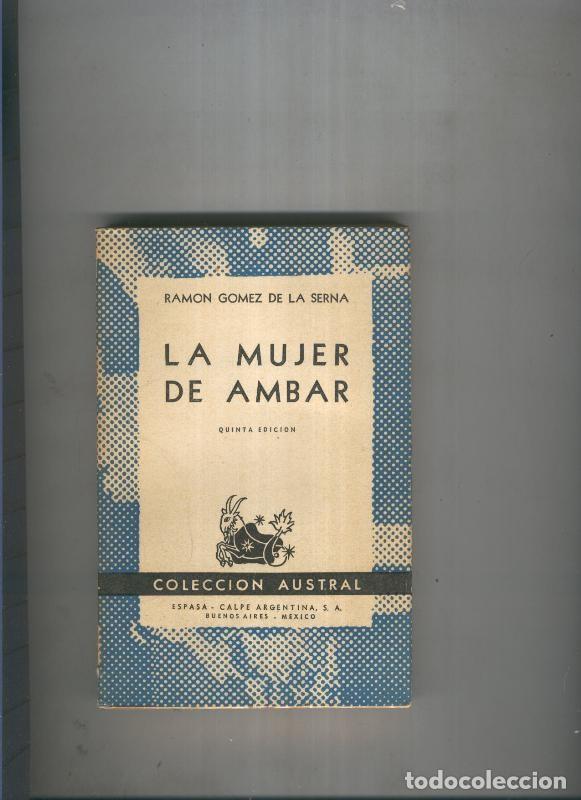 RAMON GOMEZ DE LA SERNA
LA MUJER
DE AMBAR
QUINTA EDICION
COLECCION AUSTRAL
ESPASA - CALPE ARGENTINA, S. A.
BUENOS AIRES - MEXICO
todocoleccion